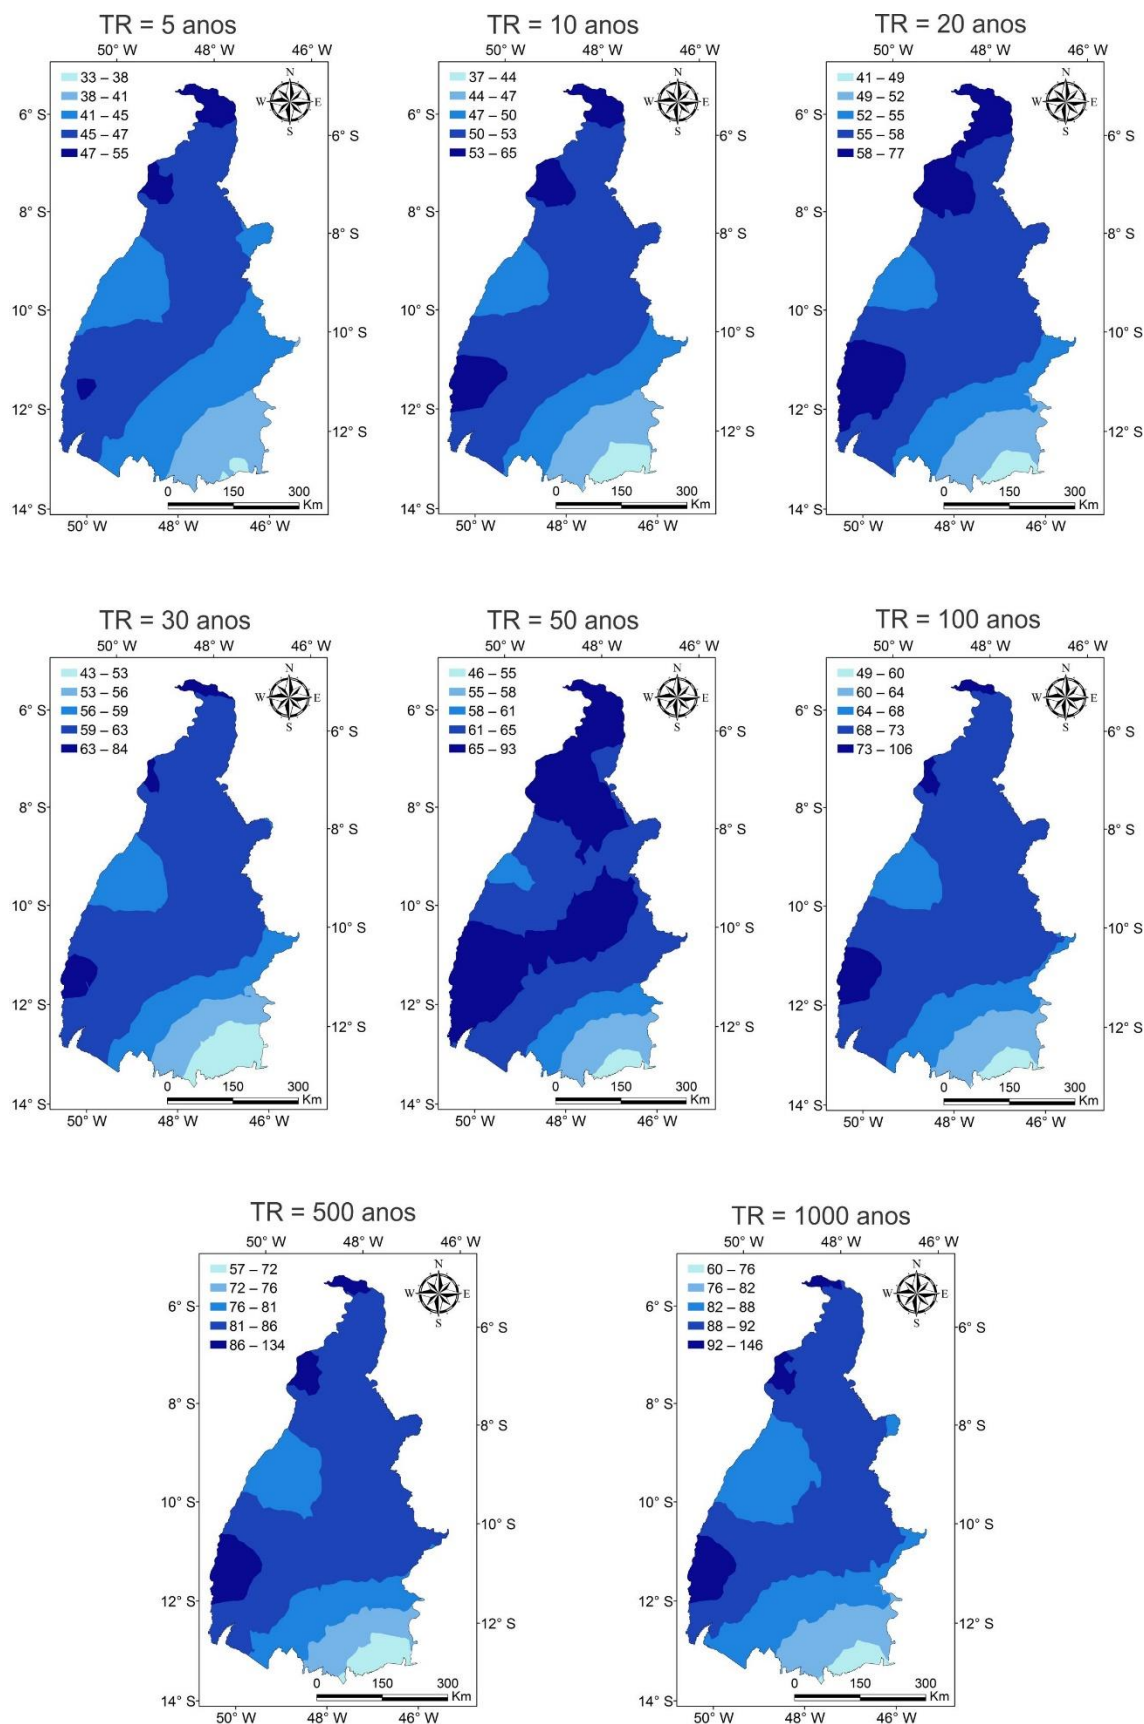 TR = 5 anos
50° W 48° W 46° W
33 – 38
38 – 41
41 – 45
45 – 47
47 – 55
N
W E
S
6° S 6° S
8° S 8° S
10° S 10° S
12° S 12° S
14° S
0 150 300
Km
50° W 48° W 46° W
TR = 10 anos
50° W 48° W 46° W
37 – 44
44 – 47
47 – 50
50 – 53
53 – 65
N
W E
S
6° S 6° S
8° S 8° S
10° S 10° S
12° S 12° S
14° S
0 150 300
Km
50° W 48° W 46° W
TR = 20 anos
50° W 48° W 46° W
41 – 49
49 – 52
52 – 55
55 – 58
58 – 77
N
W E
S
6° S 6° S
8° S 8° S
10° S 10° S
12° S 12° S
14° S
0 150 300
Km
50° W 48° W 46° W
TR = 30 anos
50° W 48° W 46° W
43 – 53
53 – 56
56 – 59
59 – 63
63 – 84
N
W E
S
6° S 6° S
8° S 8° S
10° S 10° S
12° S 12° S
14° S
0 150 300
Km
50° W 48° W 46° W
TR = 50 anos
50° W 48° W 46° W
46 – 55
55 – 58
58 – 61
61 – 65
65 – 93
N
W E
S
6° S 6° S
8° S 8° S
10° S 10° S
12° S 12° S
14° S
0 150 300
Km
50° W 48° W 46° W
TR = 100 anos
50° W 48° W 46° W
49 – 60
60 – 64
64 – 68
68 – 73
73 – 106
N
W E
S
6° S 6° S
8° S 8° S
10° S 10° S
12° S 12° S
14° S
0 150 300
Km
50° W 48° W 46° W
TR = 500 anos
50° W 48° W 46° W
57 – 72
72 – 76
76 – 81
81 – 86
86 – 134
N
W E
S
6° S 6° S
8° S 8° S
10° S 10° S
12° S 12° S
14° S
0 150 300
Km
50° W 48° W 46° W
TR = 1000 anos
50° W 48° W 46° W
60 – 76
76 – 82
82 – 88
88 – 92
92 – 146
N
W E
S
6° S 6° S
8° S 8° S
10° S 10° S
12° S 12° S
14° S
0 150 300
Km
50° W 48° W 46° W